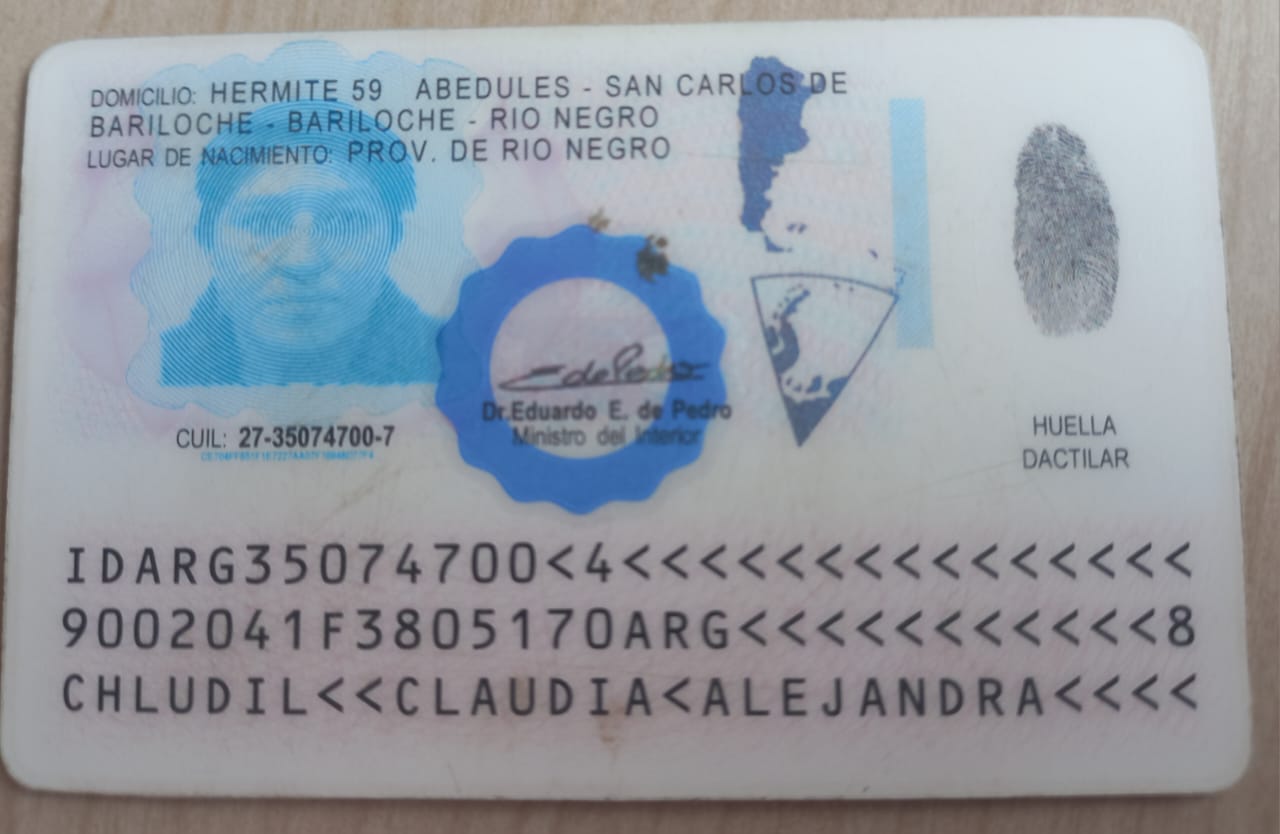 DOMICILIO: HERMITE 59 ABEDULES - SAN CARLOS DE
BARILOCHE - BARILOCHE - RIO NEGRO
LUGAR DE NACIMIENTO: PROV. DE RIO NEGRO
Dr.Eduardo E. de Pedro
Ministro del Interior
CUIL: 27-35074700-7
HUELLA
DACTILAR
IDARG35074700<4<<<<<<<<<<<<<<<
9002041F3805170ARG<<<<<<<<<<<8
CHLUDIL<<CLAUDIA<ALEJANDRA<<<<